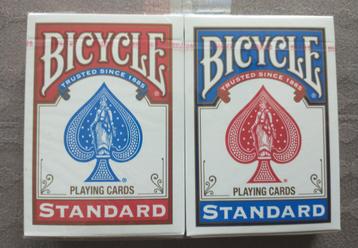 BICYCLE
TRUSTED SINCE 1885
PLAYING CARDS
STANDARD
BICYCLE
TRUSTED SINCE 1885
PLAYING CARDS
STANDARD